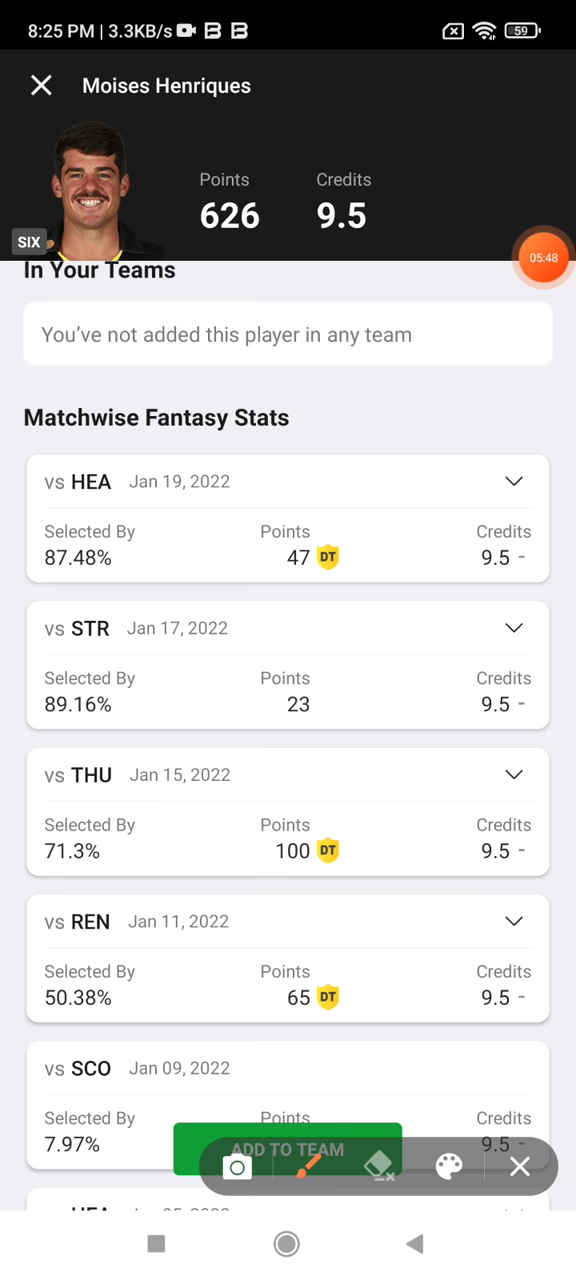 8:25 PM | 3.3KB/s
59
Moises Henriques
Points Credits
626 9.5
SIX
05:48
In Your Teams
You've not added this player in any team
Matchwise Fantasy Stats
vs HEA Jan 19, 2022
Selected By Points Credits
87.48% 47 DT 9.5 -
vs STR Jan 17, 2022
Selected By Points Credits
89.16% 23 9.5 -
vs THU Jan 15, 2022
Selected By Points Credits
71.3% 100 DT 9.5 -
vs REN Jan 11, 2022
Selected By Points Credits
50.38% 65 DT 9.5 -
vs SCO Jan 09, 2022
Selected By Points Credits
7.97% 9.5 -
ADD TO TEAM